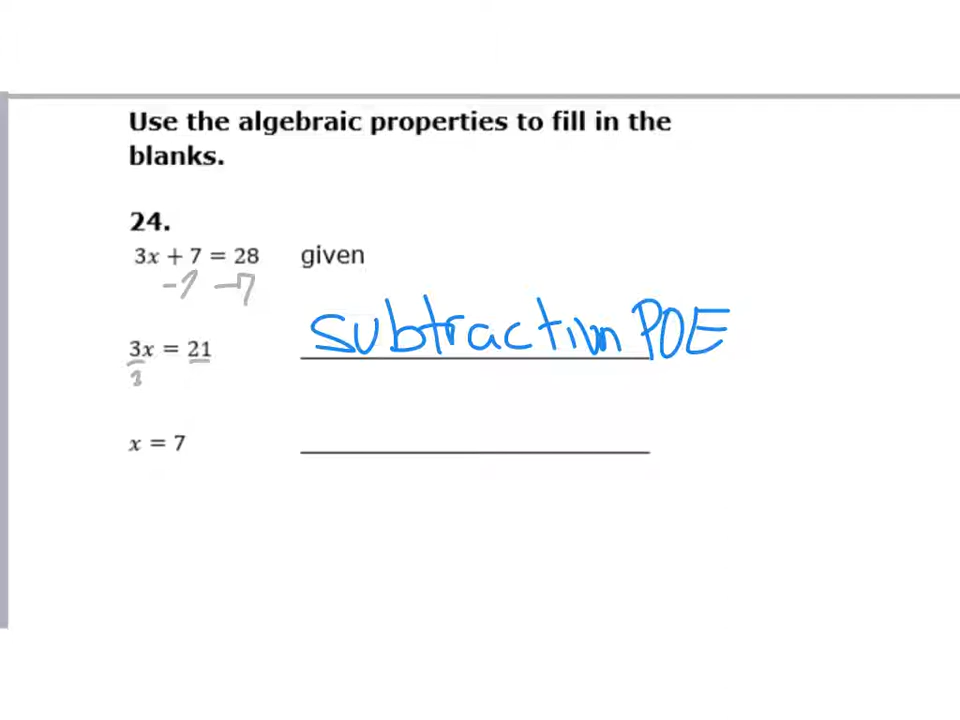 Use the algebraic properties to fill in the
blanks.
24.
3x + 7 = 28 given
-7 -7
subtraction POE
3x = 21
3
x = 7